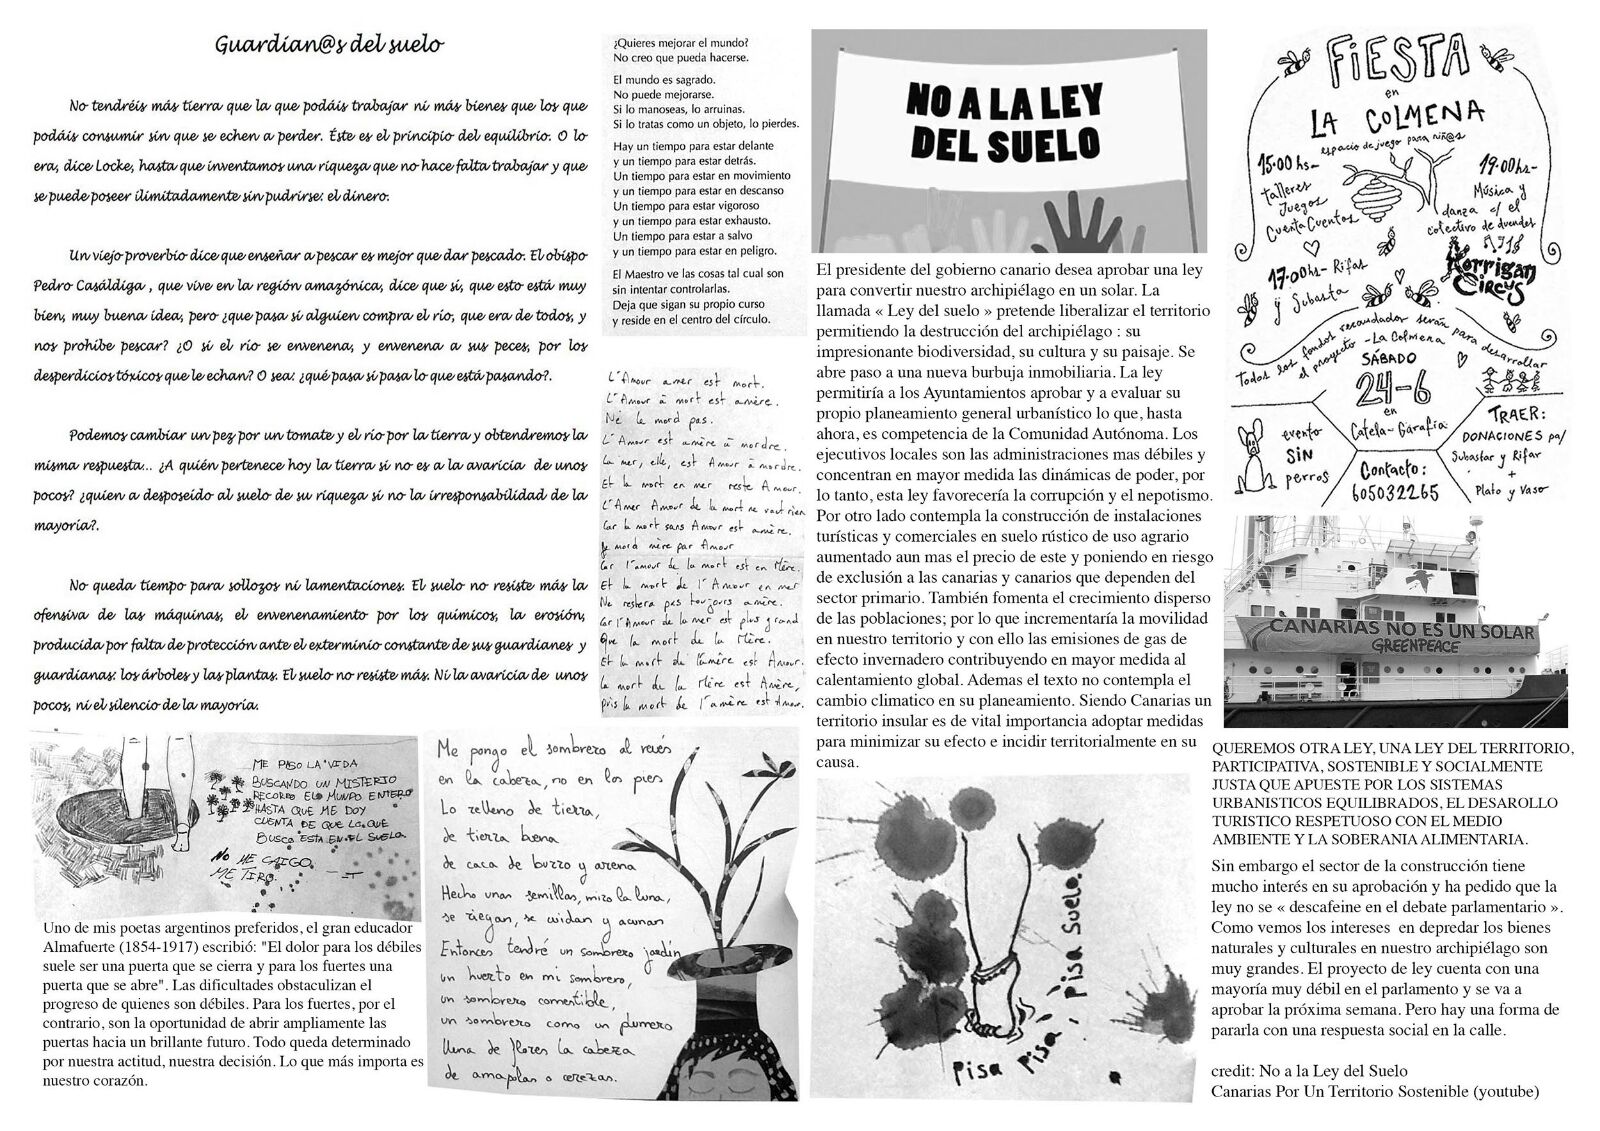 Guardian@s del suelo
No tendréis más tierra que la que podáis trabajar ni más bienes que los que
podáis consumir sin que se echen a perder. Éste es el principio del equilibrio. O lo
era, dice Locke, hasta que inventamos una riqueza que no hace falta trabajar y que
se puede poseer ilimitadamente sin pudrirse: el dinero.
Un viejo proverbio dice que enseñar a pescar es mejor que dar pescado. El obispo
Pedro Casáldiga , que vive en la región amazónica, dice que sí, que esto está muy
bien, muy buena idea, pero ¿que pasa si alguien compra el río, que era de todos, y
nos prohíbe pescar? ¿O si el río se envenena, y envenena a sus peces, por los
desperdicios tóxicos que le echan? O sea: ¿qué pasa si pasa lo que está pasando?.
Podemos cambiar un pez por un tomate y el río por la tierra y obtendremos la
misma respuesta... ¿A quién pertenece hoy la tierra si no es a la avaricia de unos
pocos? ¿quien a desposeído al suelo de su riqueza si no la irresponsabilidad de la
mayoría?.
No queda tiempo para sollozos ni lamentaciones. El suelo no resiste más la
ofensiva de las máquinas, el envenenamiento por los químicos, la erosión,
producida por falta de protección ante el exterminio constante de sus guardianes y
guardianas: los árboles y las plantas. El suelo no resiste más. Ni la avaricia de unos
pocos, ni el silencio de la mayoría.
ME PASO LA VIDA
BUSCANDO UN MISTERIO
RECORRO EL MUNDO ENTERO
HASTA QUE ME DOY
CUENTA DE QUE LO QUE
BUSCO ESTA EN EL SUELO.
NO ME CAIGO,
ME TIRO.
Uno de mis poetas argentinos preferidos, el gran educador
Almafuerte (1854-1917) escribió: "El dolor para los débiles
suele ser una puerta que se cierra y para los fuertes una
puerta que se abre". Las dificultades obstaculizan el
progreso de quienes son débiles. Para los fuertes, por el
contrario, son la oportunidad de abrir ampliamente las
puertas hacia un brillante futuro. Todo queda determinado
por nuestra actitud, nuestra decisión. Lo que más importa es
nuestro corazón.
¿Quieres mejorar el mundo?
No creo que pueda hacerse.
El mundo es sagrado.
No puede mejorarse.
Si lo manoseas, lo arruinas.
Si lo tratas como un objeto, lo pierdes.
Hay un tiempo para estar delante
y un tiempo para estar detrás.
Un tiempo para estar en movimiento
y un tiempo para estar en descanso
Un tiempo para estar vigoroso
y un tiempo para estar exhausto.
Un tiempo para estar a salvo
y un tiempo para estar en peligro.
El Maestro ve las cosas tal cual son
sin intentar controlarlas.
Deja que sigan su propio curso
y reside en el centro del círculo.
L'Amour amer est mort.
L'Amour à mort est amère.
Né le mord pas.
L'Amour est amère à mordre.
La mer, elle, est Amour à mordre.
Et la mort en mer reste Amour.
L'Amer Amour de la mort ne vaut rien
Car la mort sans Amour est amère.
Je mord mère par Amour
Car l'amour de la mort est en Mère.
Et la mort de l'Amour en mer
Ne restera pas toujours amère.
Car l'Amour de la mer est plus grand
Que la mort de la Mère.
Et la mort de l'amère est Amour.
la mort de la Mère est Amère,
puis la mort de l'amère est Amour.
Me pongo el sombrero al revés
en la cabeza, no en los pies
Lo relleno de tierra,
de tierra buena
de caca de burro y arena
Hecho unas semillas, miro la luna,
se riegan, se cuidan y acunan
Entonces tendré un sombrero jardín
un huerto en mi sombrero,
un sombrero comestible,
un sombrero como un plumero
llena de flores la cabeza
de amapolas o cerezas.
NO A LA LEY
DEL SUELO
El presidente del gobierno canario desea aprobar una ley
para convertir nuestro archipiélago en un solar. La
llamada « Ley del suelo » pretende liberalizar el territorio
permitiendo la destrucción del archipiélago : su
impresionante biodiversidad, su cultura y su paisaje. Se
abre paso a una nueva burbuja inmobiliaria. La ley
permitiría a los Ayuntamientos aprobar y a evaluar su
propio planeamiento general urbanístico lo que, hasta
ahora, es competencia de la Comunidad Autónoma. Los
ejecutivos locales son las administraciones mas débiles y
concentran en mayor medida las dinámicas de poder, por
lo tanto, esta ley favorecería la corrupción y el nepotismo.
Por otro lado contempla la construcción de instalaciones
turísticas y comerciales en suelo rústico de uso agrario
aumentado aun mas el precio de este y poniendo en riesgo
de exclusión a las canarias y canarios que dependen del
sector primario. También fomenta el crecimiento disperso
de las poblaciones; por lo que incrementaría la movilidad
en nuestro territorio y con ello las emisiones de gas de
efecto invernadero contribuyendo en mayor medida al
calentamiento global. Ademas el texto no contempla el
cambio climatico en su planeamiento. Siendo Canarias un
territorio insular es de vital importancia adoptar medidas
para minimizar su efecto e incidir territorialmente en su
causa.
Pisa Pisa, Pisa Suelo.
FiESTA
en
LA COLMENA
espacio de juego para niñ@s
15:00 hs-
Talleres
Juegos
CuentaCuentos
19:00hs-
Música y
danza c/ el
colectivo de duendes
Korrigan
Circus
17:00hs- Rifas
y Subasta
Todos los fondos recaudados serán para desarrollar
el proyecto - La Colmena
SÁBADO
24-6
en
Catela-Garafía
evento
SIN
perros
Contacto:
605032265
TRAER:
DONACIONES pa/
Subastar y Rifar
+
Plato y Vaso
CANARIAS NO ES UN SOLAR
GREENPEACE
QUEREMOS OTRA LEY, UNA LEY DEL TERRITORIO,
PARTICIPATIVA, SOSTENIBLE Y SOCIALMENTE
JUSTA QUE APUESTE POR LOS SISTEMAS
URBANISTICOS EQUILIBRADOS, EL DESAROLLO
TURISTICO RESPETUOSO CON EL MEDIO
AMBIENTE Y LA SOBERANIA ALIMENTARIA.
Sin embargo el sector de la construcción tiene
mucho interés en su aprobación y ha pedido que la
ley no se « descafeine en el debate parlamentario ».
Como vemos los intereses en depredar los bienes
naturales y culturales en nuestro archipiélago son
muy grandes. El proyecto de ley cuenta con una
mayoría muy débil en el parlamento y se va a
aprobar la próxima semana. Pero hay una forma de
pararla con una respuesta social en la calle.
credit: No a la Ley del Suelo
Canarias Por Un Territorio Sostenible (youtube)